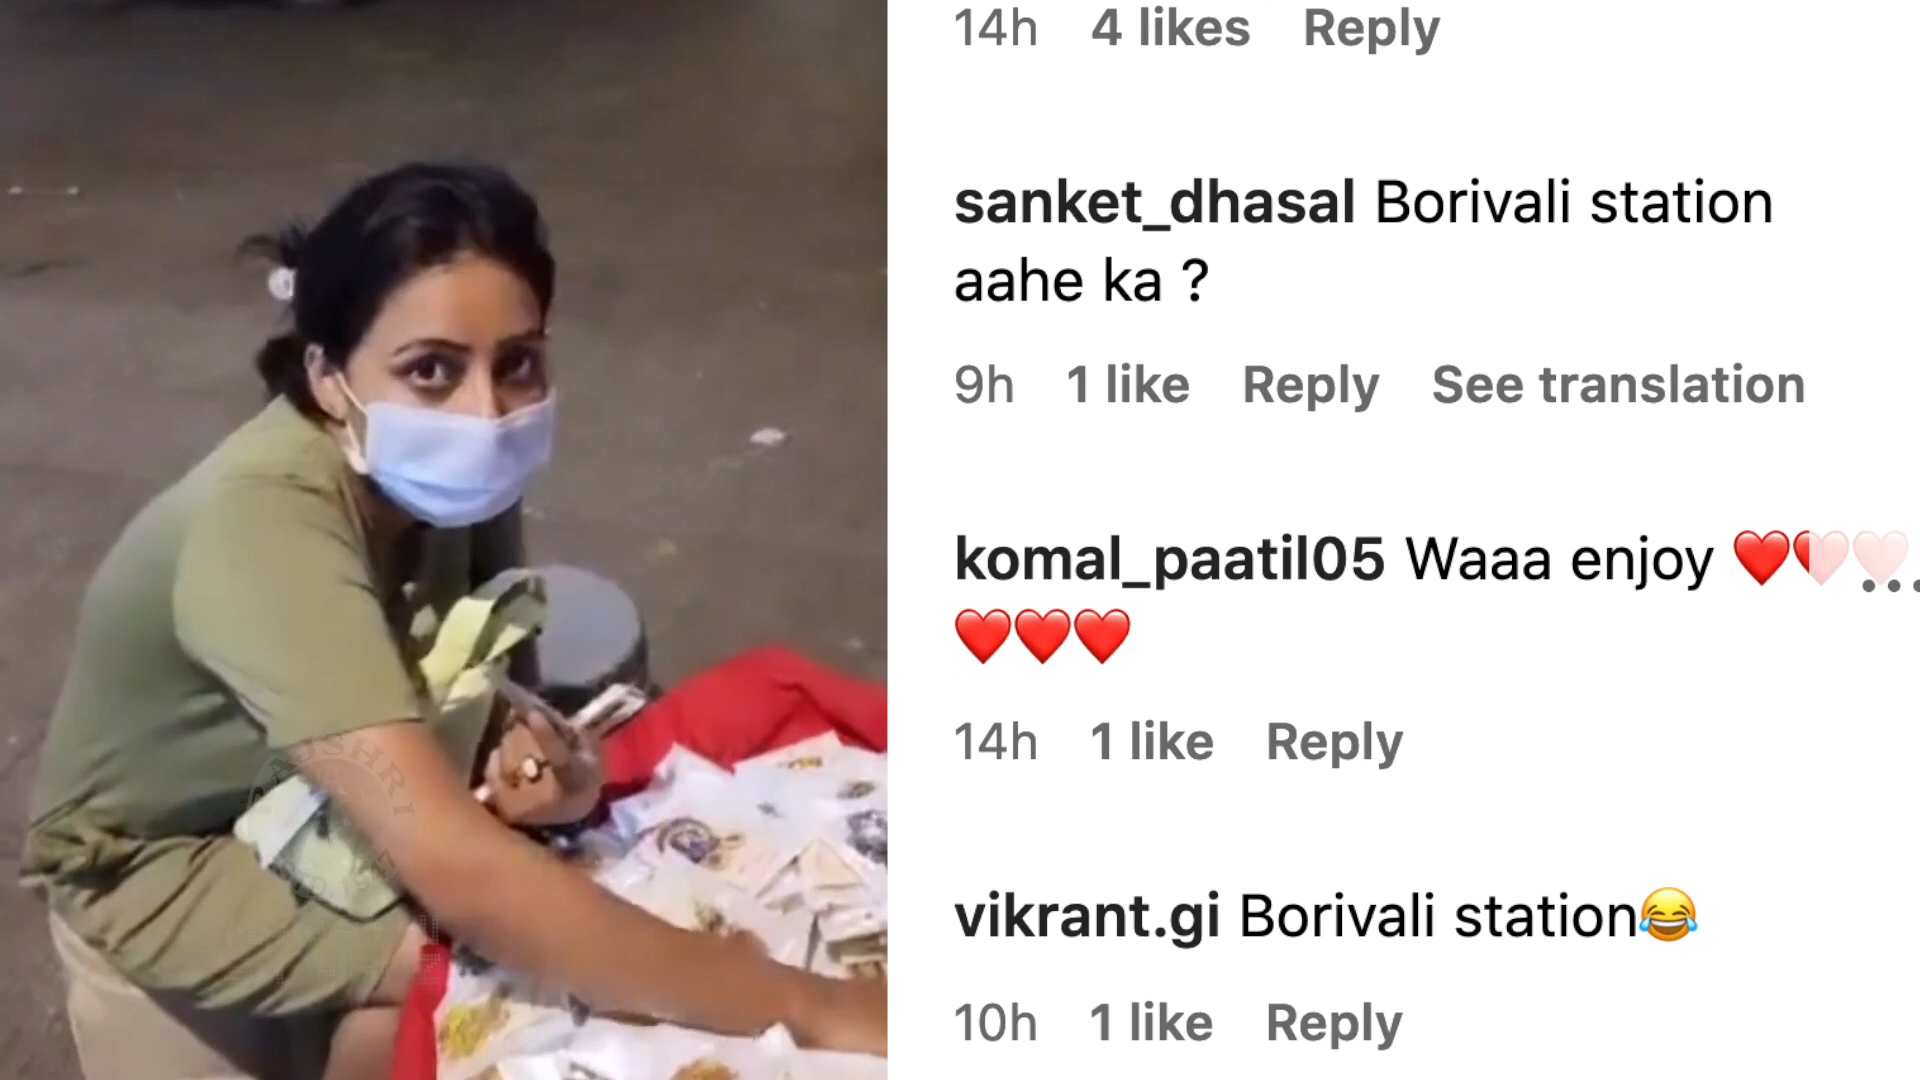 14h 4 likes Reply
sanket_dhasal Borivali station
aahe ka ?
9h 1 like Reply See translation
komal_paatil05 Waaa enjoy ❤️❤️❤️
❤️❤️❤️
14h 1 like Reply
vikrant.gi Borivali station😂
10h 1 like Reply